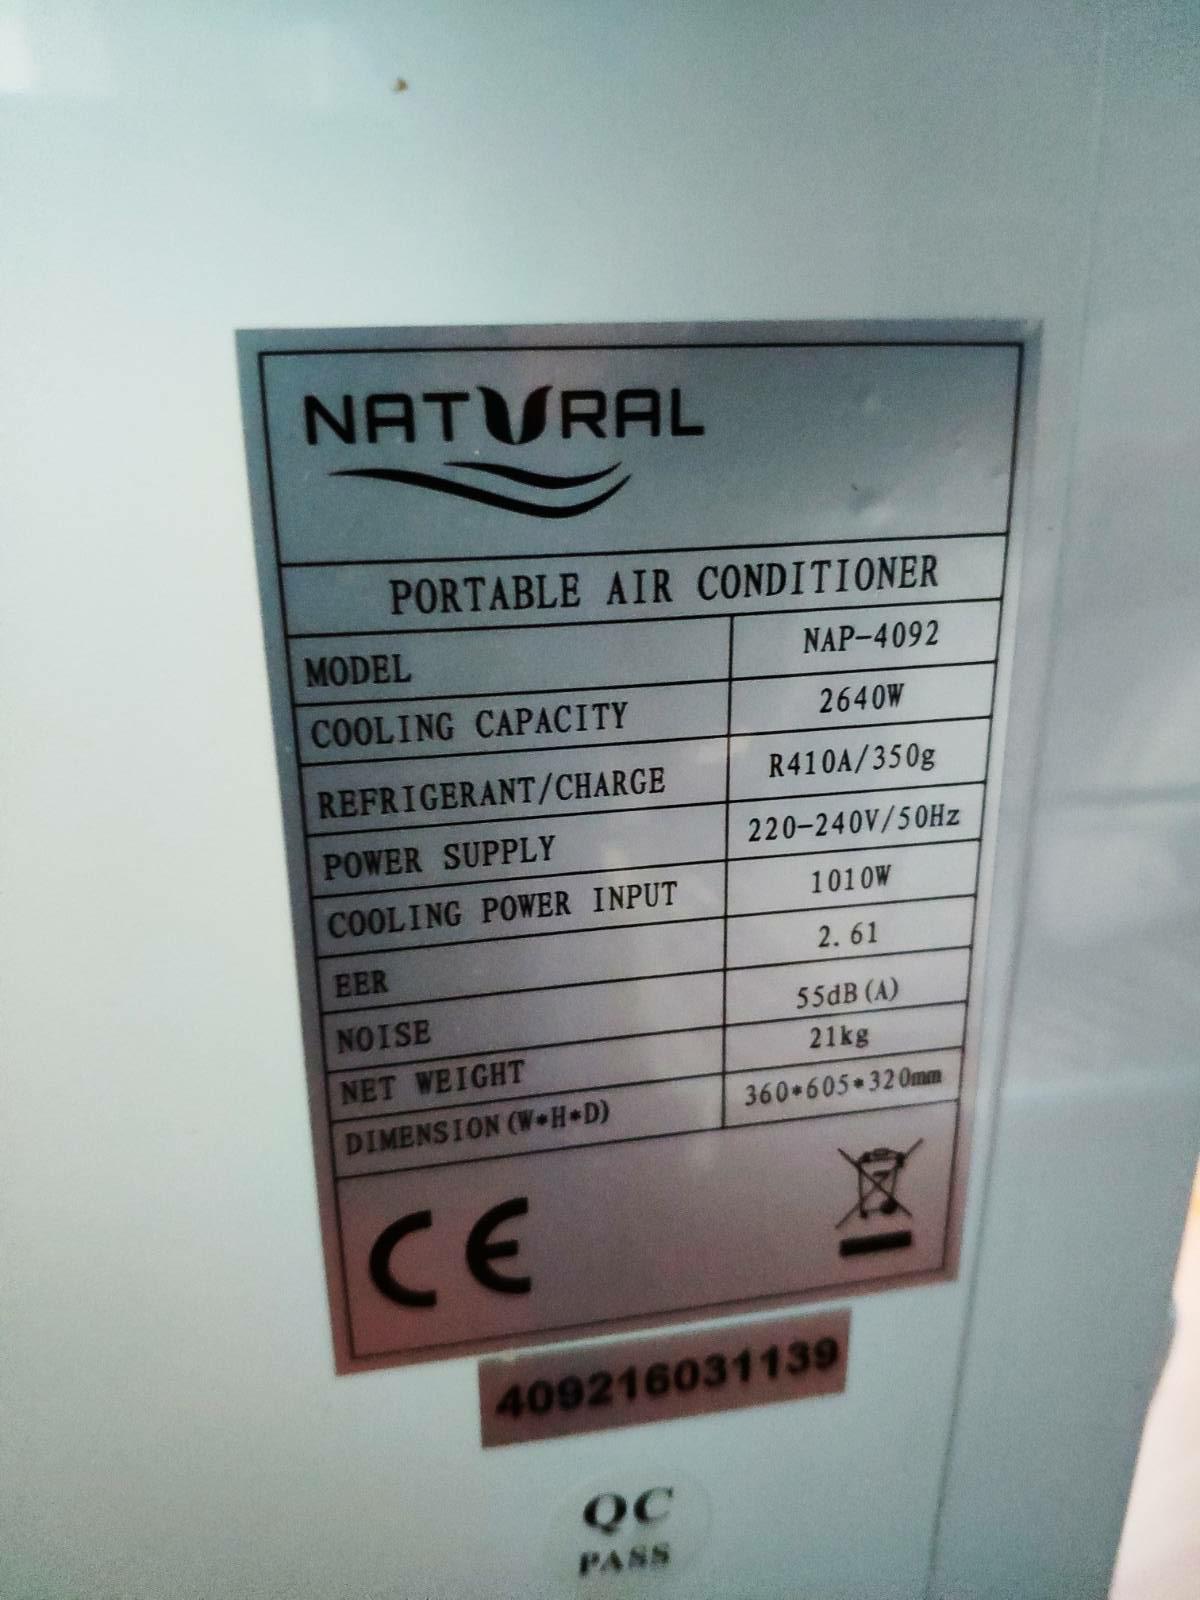 NATURAL
PORTABLE AIR CONDITIONER
MODEL NAP-4092
COOLING CAPACITY 2640W
REFRIGERANT/CHARGE R410A/350g
POWER SUPPLY 220-240V/50Hz
COOLING POWER INPUT 1010W
EER 2.61
NOISE 55dB(A)
NET WEIGHT 21kg
DIMENSION(W*H*D) 360*605*320mm
CE
409216031139
QC
PASS